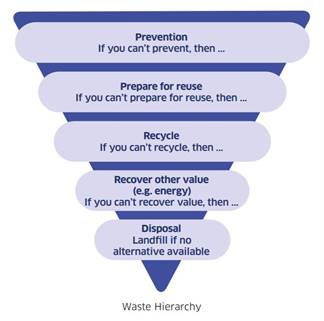 Prevention
If you can't prevent, then ...
Prepare for reuse
If you can't prepare for reuse, then ...
Recycle
If you can't recycle, then ...
Recover other value
(e.g. energy)
If you can't recover value, then ...
Disposal
Landfill if no
alternative available
Waste Hierarchy